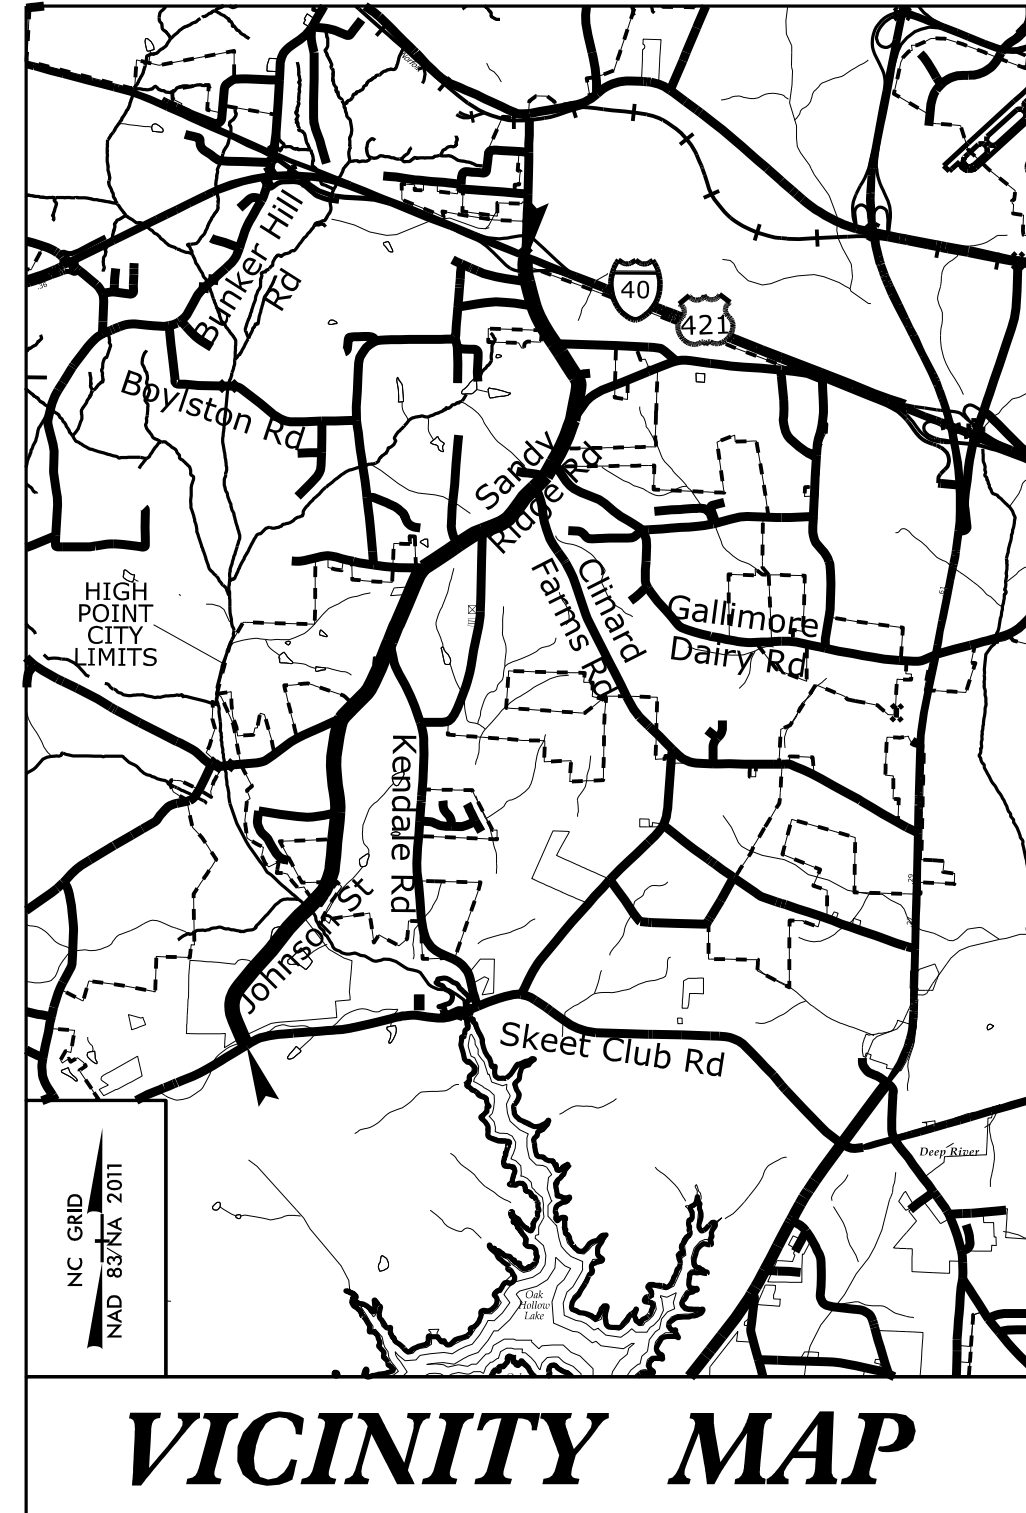 Bunker Hill
Rd
40
421
Boylston Rd
Sandy
Ridge Rd
HIGH
POINT
CITY
LIMITS
Clinard
Farms Rd
Gallimore
Dairy Rd
Kendale Rd
Johnson St
Skeet Club Rd
Deep River
NC GRID
NAD 83/NA 2011
Oak
Hollow
Lake
VICINITY MAP